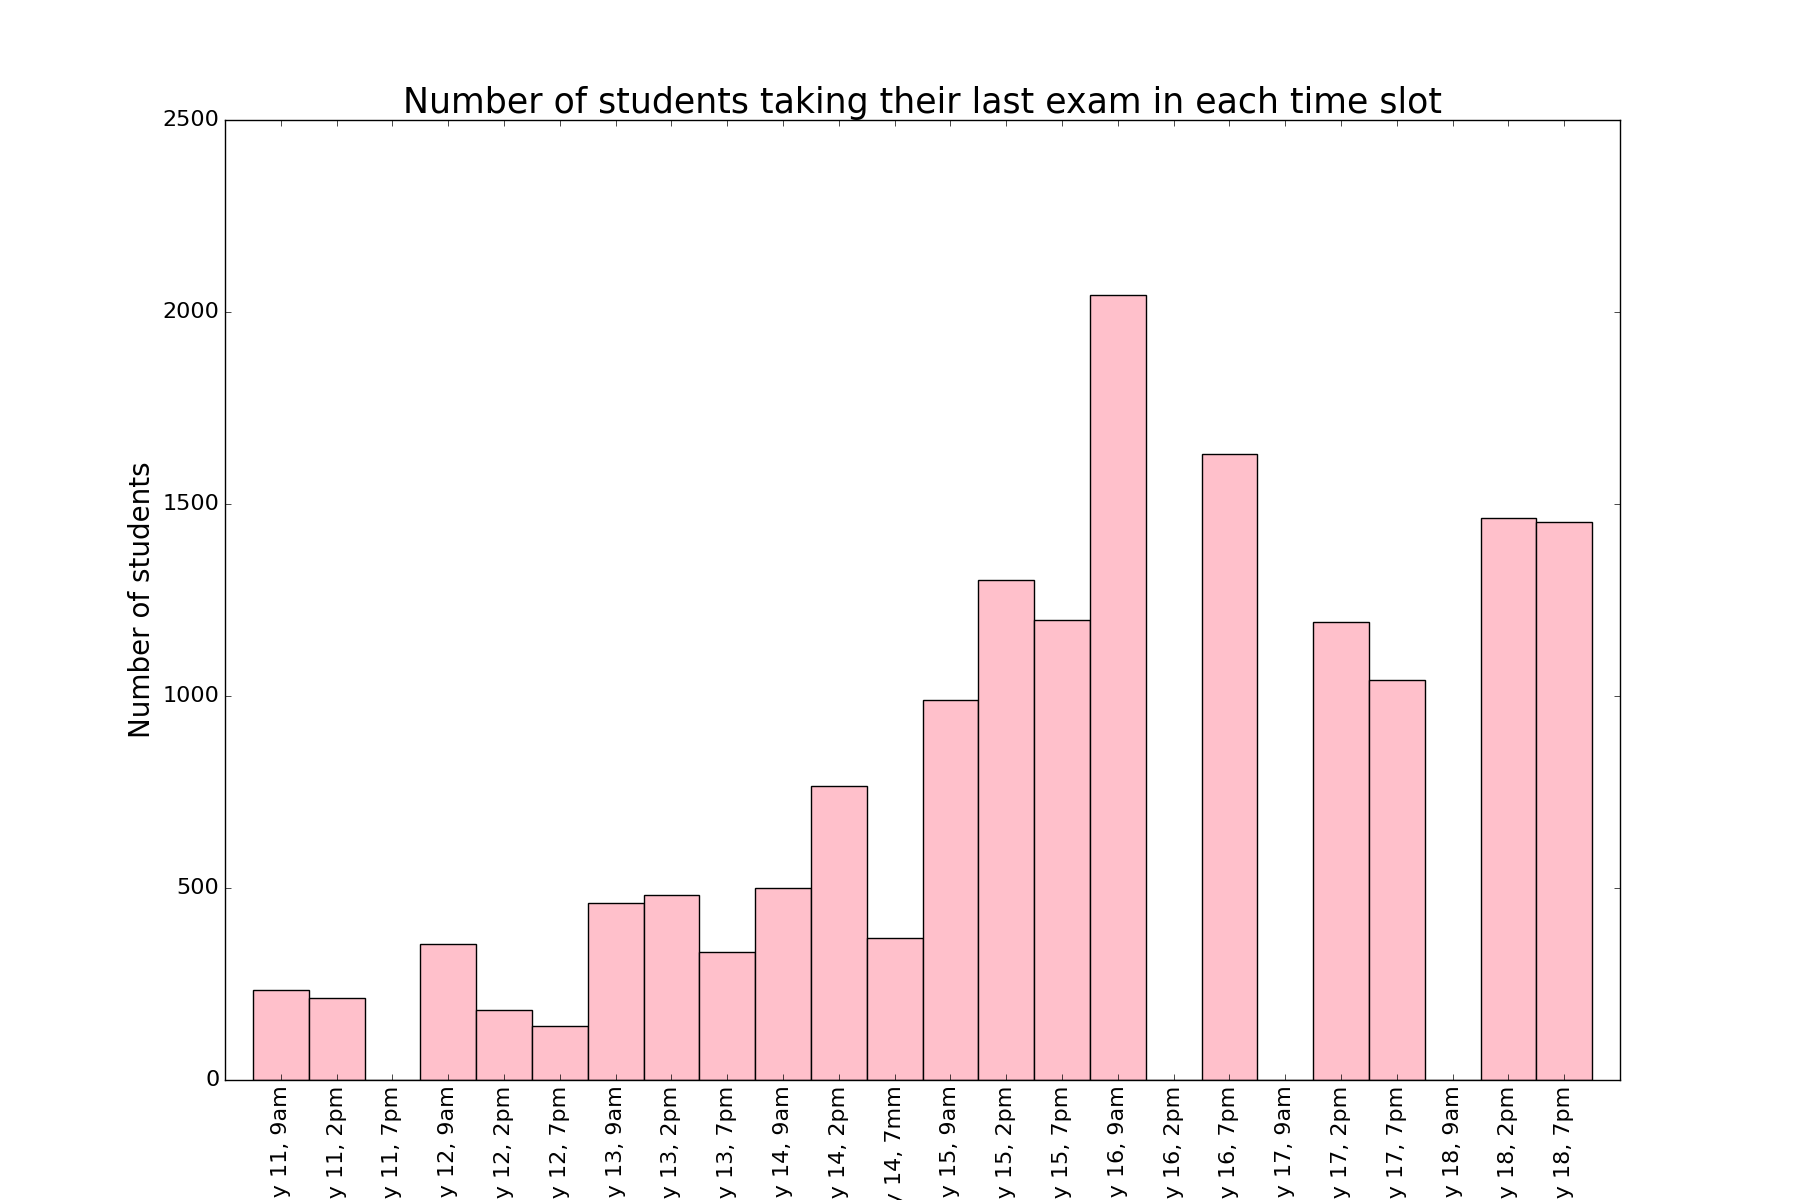 Number of students taking their last exam in each time slot
2500
2000
1500
1000
500
0
Number of students
y 11, 9am
y 11, 2pm
y 11, 7pm
y 12, 9am
y 12, 2pm
y 12, 7pm
y 13, 9am
y 13, 2pm
y 13, 7pm
y 14, 9am
y 14, 2pm
y 14, 7mm
y 15, 9am
y 15, 2pm
y 15, 7pm
y 16, 9am
y 16, 2pm
y 16, 7pm
y 17, 9am
y 17, 2pm
y 17, 7pm
y 18, 9am
y 18, 2pm
y 18, 7pm